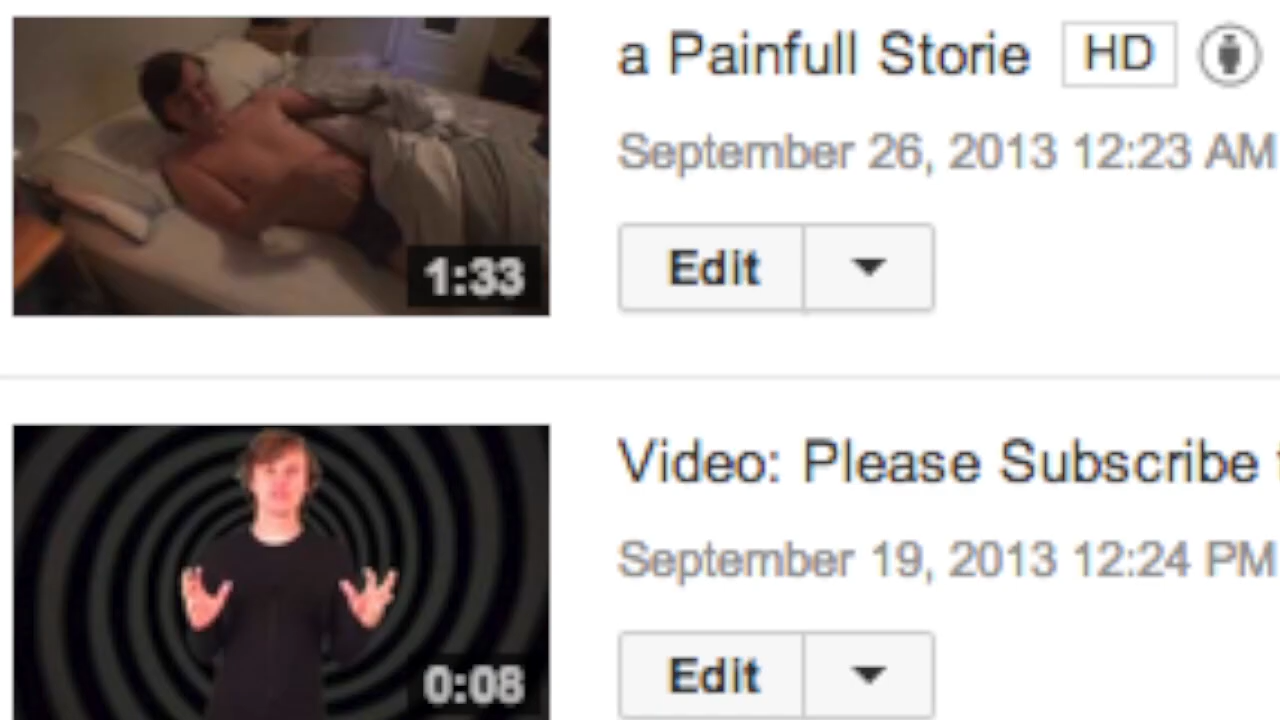 a Painfull Storie HD
September 26, 2013 12:23 AM
Edit
1:33
Video: Please Subscribe
September 19, 2013 12:24 PM
Edit
0:08